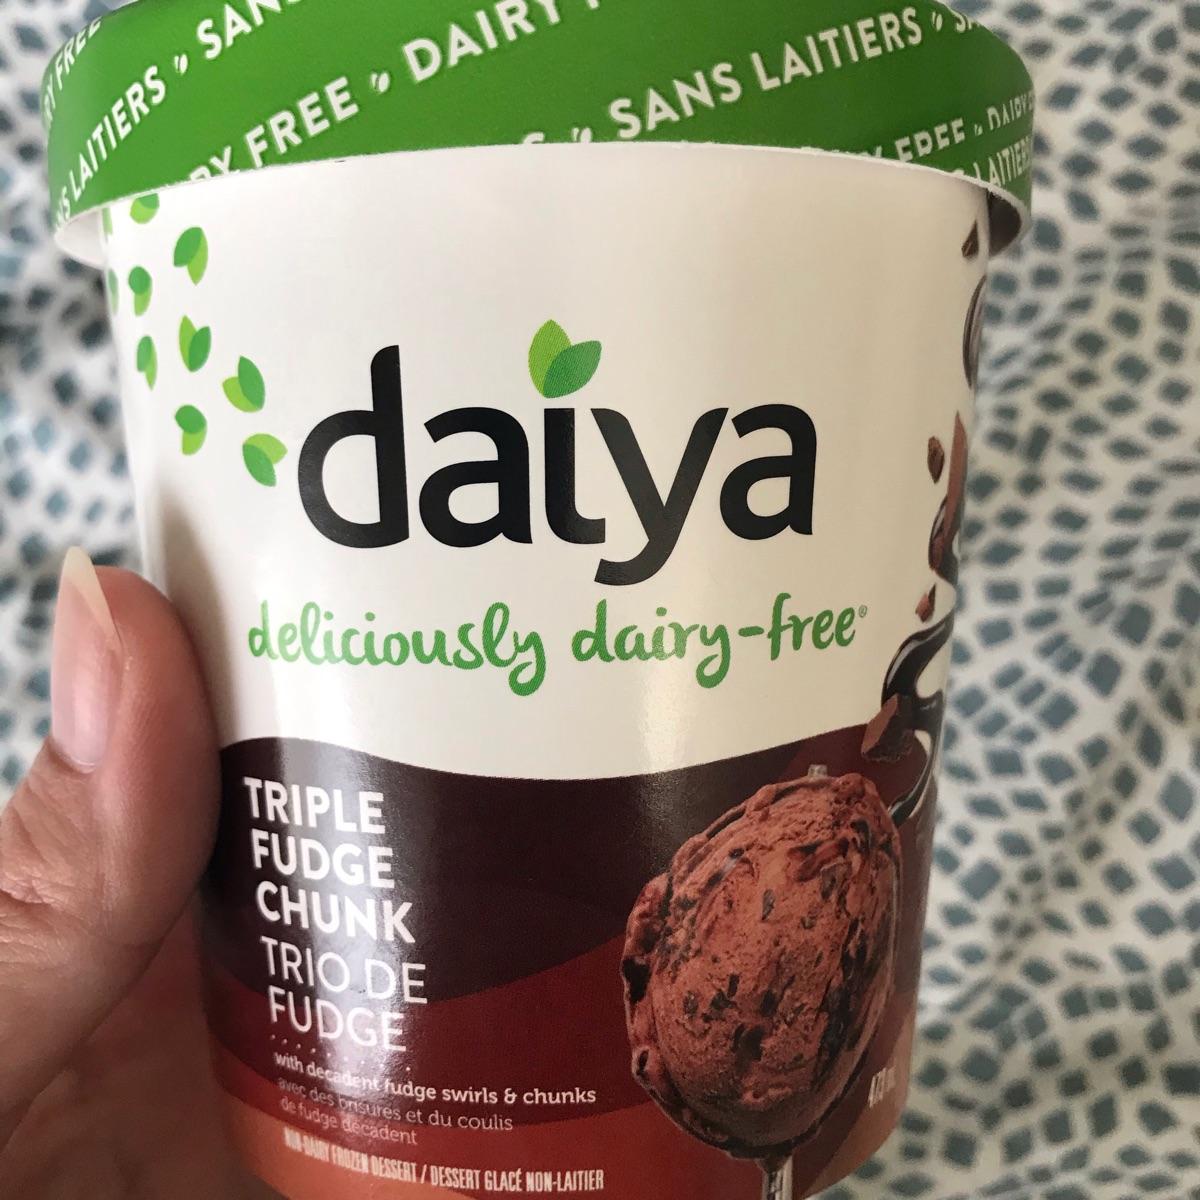 SANS LAITIERS
DAIRY FREE
SANS LAITIERS
daiya
deliciously dairy-free®
TRIPLE
FUDGE
CHUNK
TRIO DE
FUDGE
with decadent fudge swirls & chunks
avec des brisures et du coulis
de fudge décadent
NON-DAIRY FROZEN DESSERT / DESSERT GLACÉ NON-LAITIER